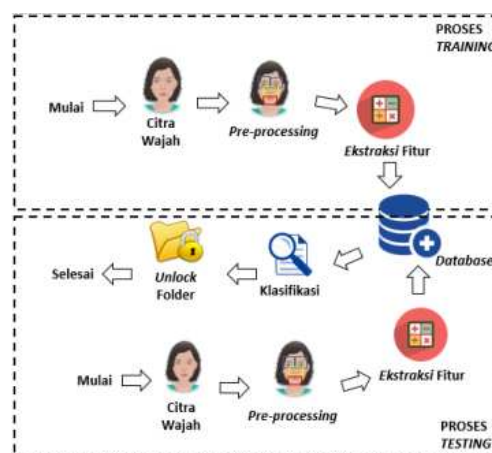 PROSES
TRAINING
Mulai
Citra
Wajah
Pre-processing
Ekstraksi Fitur
Database
Klasifikasi
Unlock
Folder
Selesai
Mulai
Citra
Wajah
Pre-processing
Ekstraksi Fitur
PROSES
TESTING